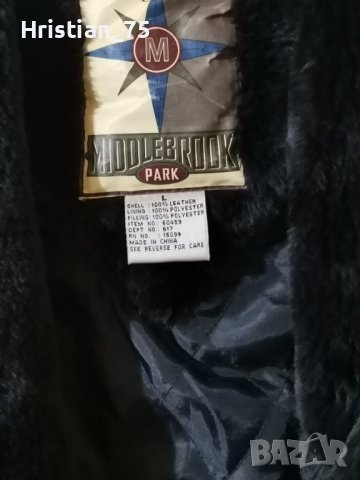 Hristian_75
M
MIDDLEBROOK
PARK
L
SHELL : 100% LEATHER
LINING : 100% POLYESTER
FILLING: 100% POLYESTER
ITEM NO.: 60459
DEPT NO.: 617
RN NO. : 15099
MADE IN CHINA
SEE REVERSE FOR CARE
BAZAR